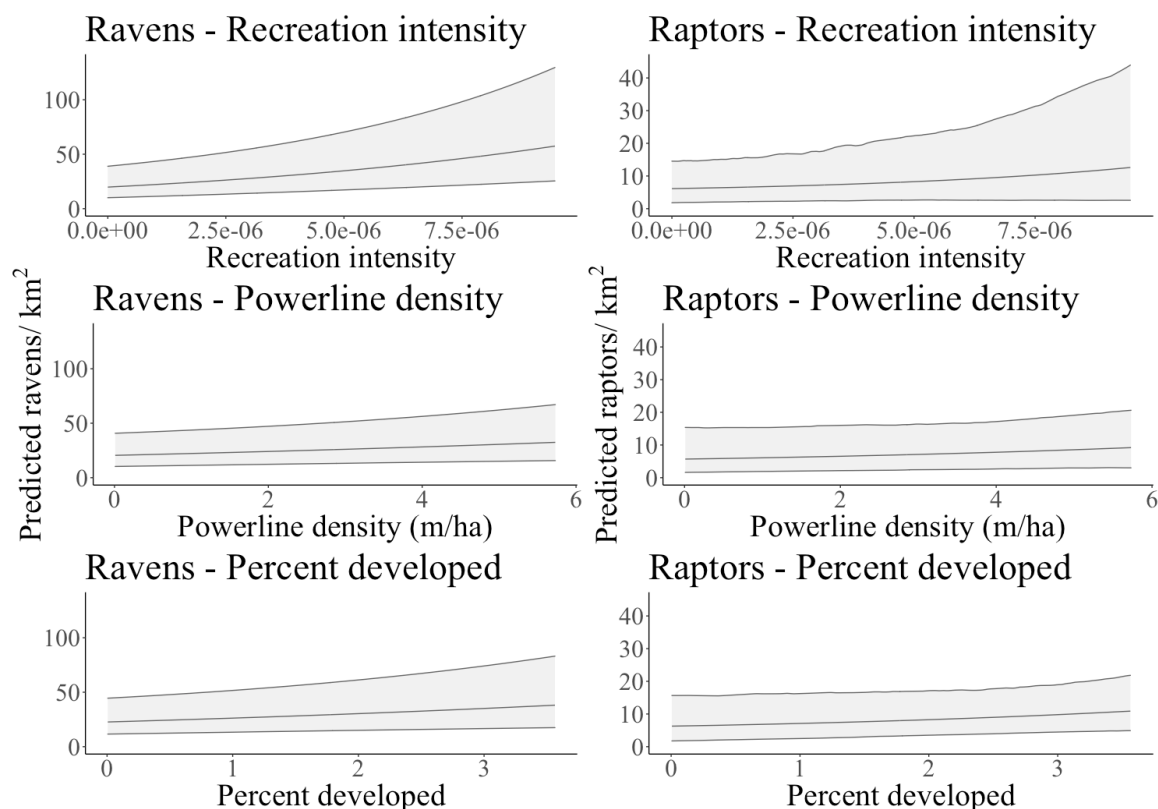 Ravens - Recreation intensity
100
50
0
0.0e+00 2.5e-06 5.0e-06 7.5e-06
Recreation intensity
Raptors - Recreation intensity
40
30
20
10
0
0.0e+00 2.5e-06 5.0e-06 7.5e-06
Recreation intensity
Predicted ravens/ km²
Ravens - Powerline density
100
50
0
0 2 4 6
Powerline density (m/ha)
Predicted raptors/ km²
Raptors - Powerline density
40
30
20
10
0
0 2 4 6
Powerline density (m/ha)
Ravens - Percent developed
100
50
0
0 1 2 3
Percent developed
Raptors - Percent developed
40
30
20
10
0
0 1 2 3
Percent developed